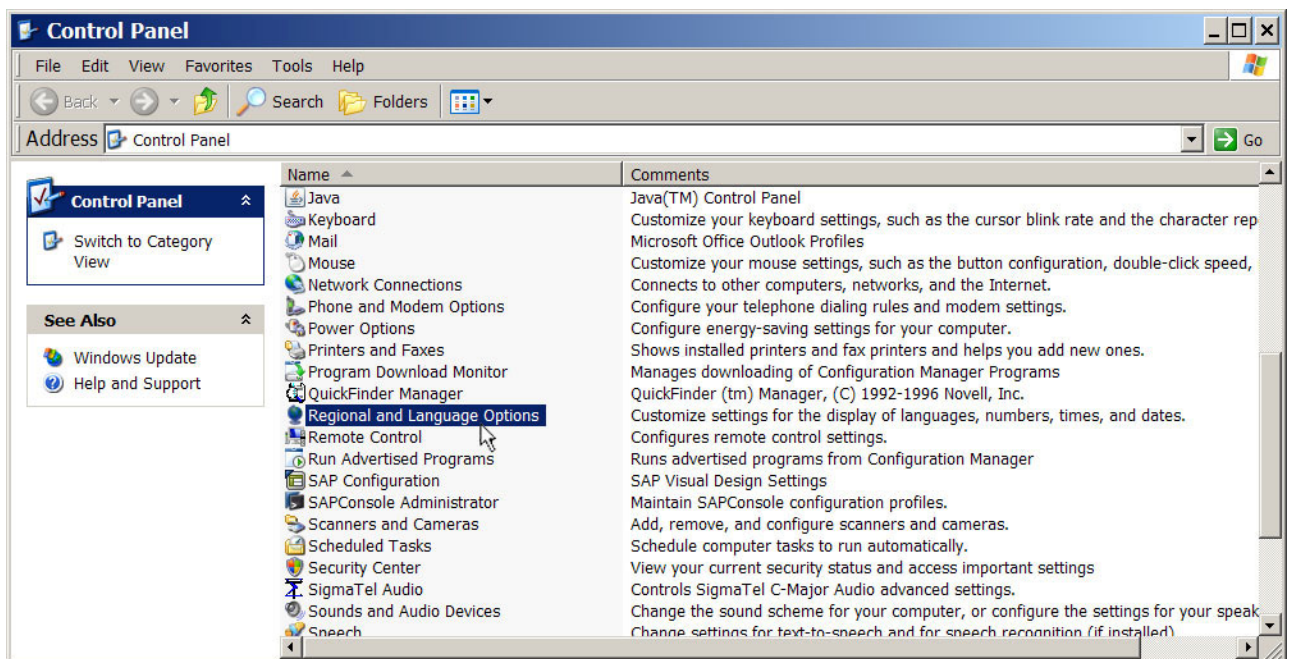 Control Panel
File Edit View Favorites Tools Help
Back Search Folders
Address Control Panel Go
Control Panel
Switch to Category
View
See Also
Windows Update
Help and Support
Name Comments
Java Java(TM) Control Panel
Keyboard Customize your keyboard settings, such as the cursor blink rate and the character rep
Mail Microsoft Office Outlook Profiles
Mouse Customize your mouse settings, such as the button configuration, double-click speed,
Network Connections Connects to other computers, networks, and the Internet.
Phone and Modem Options Configure your telephone dialing rules and modem settings.
Power Options Configure energy-saving settings for your computer.
Printers and Faxes Shows installed printers and fax printers and helps you add new ones.
Program Download Monitor Manages downloading of Configuration Manager Programs
QuickFinder Manager QuickFinder (tm) Manager, (C) 1992-1996 Novell, Inc.
Regional and Language Options Customize settings for the display of languages, numbers, times, and dates.
Remote Control Configures remote control settings.
Run Advertised Programs Runs advertised programs from Configuration Manager
SAP Configuration SAP Visual Design Settings
SAPConsole Administrator Maintain SAPConsole configuration profiles.
Scanners and Cameras Add, remove, and configure scanners and cameras.
Scheduled Tasks Schedule computer tasks to run automatically.
Security Center View your current security status and access important settings
SigmaTel Audio Controls SigmaTel C-Major Audio advanced settings.
Sounds and Audio Devices Change the sound scheme for your computer, or configure the settings for your speak
Speech Change settings for text-to-speech and for speech recognition (if installed)